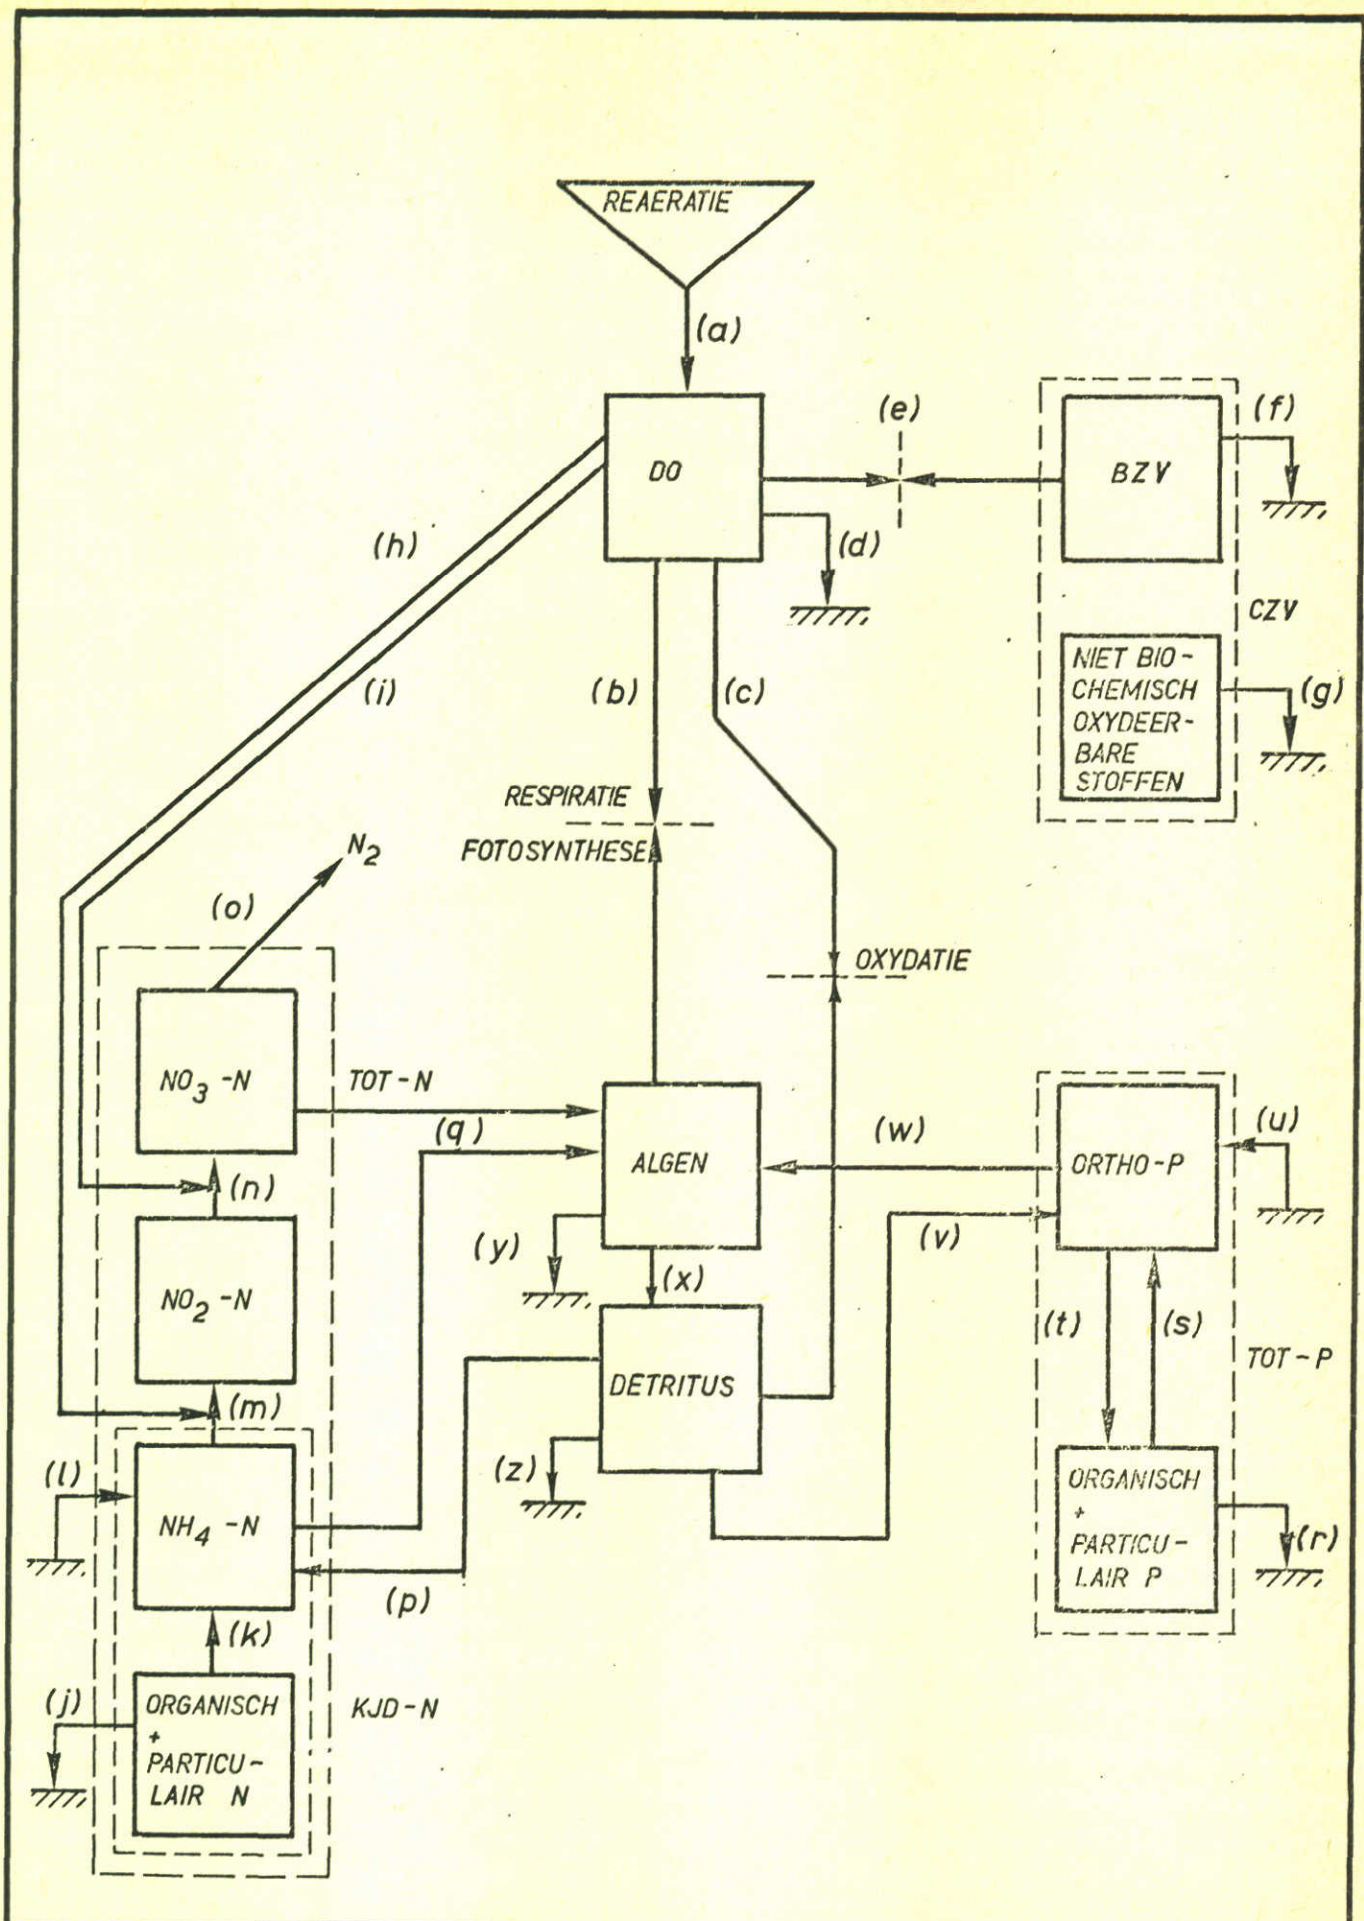 REAERATIE
(a)
(e)
(f)
DO
BZV
(h)
(d)
CZV
(i)
(b)
(c)
NIET BIO-
CHEMISCH
OXYDEER-
BARE
STOFFEN
(g)
RESPIRATIE
FOTOSYNTHESE
N2
(o)
OXYDATIE
NO3-N
TOT-N
(q)
ALGEN
(w)
ORTHO-P
(u)
(n)
(y)
(v)
(x)
NO2-N
(t)
(s)
TOT-P
DETRITUS
(m)
(l)
(z)
NH4-N
ORGANISCH
+
PARTICU-
LAIR P
(r)
(p)
(k)
(j)
ORGANISCH
+
PARTICU-
LAIR N
KJD-N